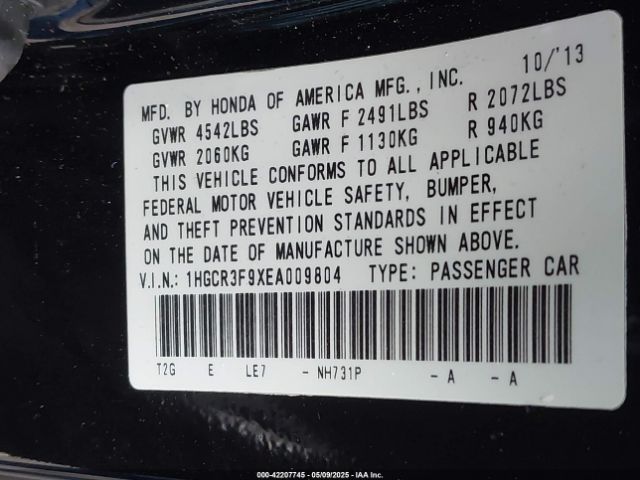 10/'13
MFD. BY HONDA OF AMERICA MFG., INC.
GVWR 4542LBS GAWR F 2491LBS R 2072LBS
GVWR 2060KG GAWR F 1130KG R 940KG
THIS VEHICLE CONFORMS TO ALL APPLICABLE
FEDERAL MOTOR VEHICLE SAFETY, BUMPER,
AND THEFT PREVENTION STANDARDS IN EFFECT
ON THE DATE OF MANUFACTURE SHOWN ABOVE.
V.I.N.: 1HGCR3F9XEA009804 TYPE: PASSENGER CAR
T2G E LE7 - NH731P - A - A
000-42207745 - 05/09/2025 - IAA Inc.